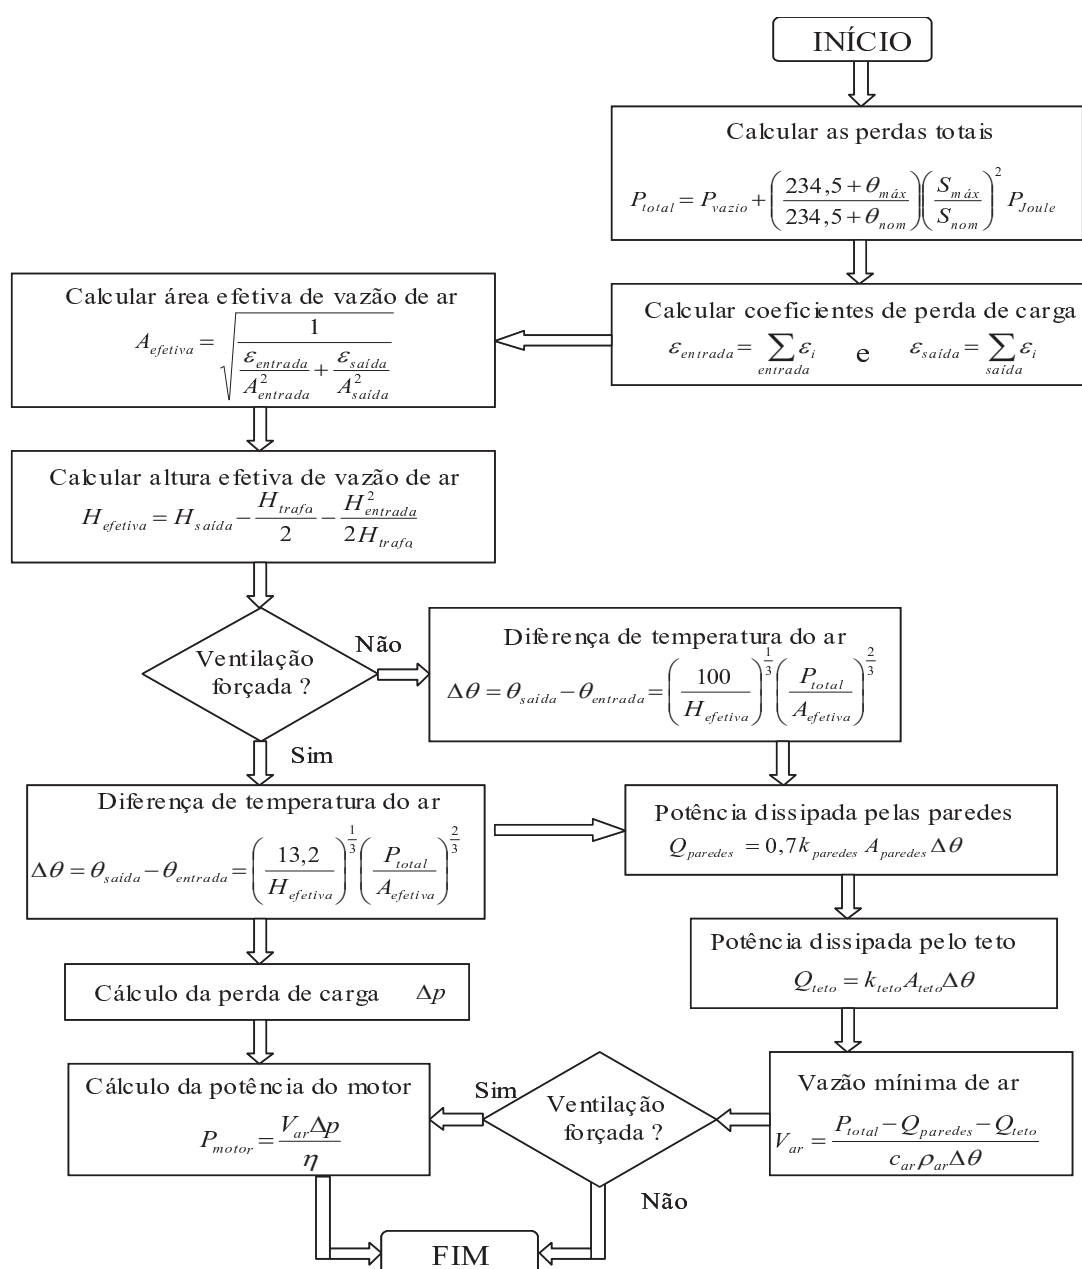 INÍCIO
Calcular as perdas totais
P_total = P_vazio + ((234,5 + θ_máx) / (234,5 + θ_nom)) (S_máx / S_nom)^2 P_Joule
Calcular coeficientes de perda de carga
ε_entrada = ∑_entrada ε_i e ε_saída = ∑_saída ε_i
Calcular área efetiva de vazão de ar
A_efetiva = √(1 / (ε_entrada / A²_entrada + ε_saída / A²_saída))
Calcular altura efetiva de vazão de ar
H_efetiva = H_saída − H_trafo / 2 − H²_entrada / 2H_trafo
Ventilação
forçada ?
Não
Sim
Diferença de temperatura do ar
Δθ = θ_saída − θ_entrada = (100 / H_efetiva)^(1/3) (P_total / A_efetiva)^(2/3)
Diferença de temperatura do ar
Δθ = θ_saída − θ_entrada = (13,2 / H_efetiva)^(1/3) (P_total / A_efetiva)^(2/3)
Potência dissipada pelas paredes
Q_paredes = 0,7 k_paredes A_paredes Δθ
Potência dissipada pelo teto
Q_teto = k_teto A_teto Δθ
Cálculo da perda de carga Δp
Vazão mínima de ar
V_ar = (P_total − Q_paredes − Q_teto) / (c_ar ρ_ar Δθ)
Ventilação
forçada ?
Sim
Não
Cálculo da potência do motor
P_motor = V_ar Δp / η
FIM